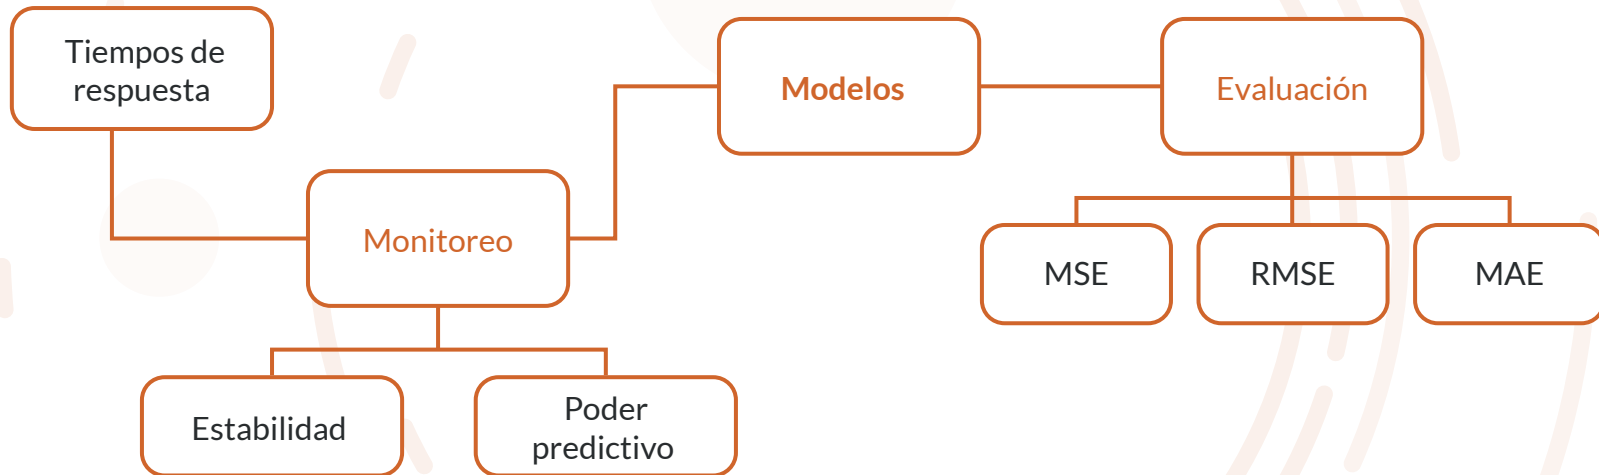 Tiempos de
respuesta
Modelos
Evaluación
Monitoreo
MSE
RMSE
MAE
Estabilidad
Poder
predictivo